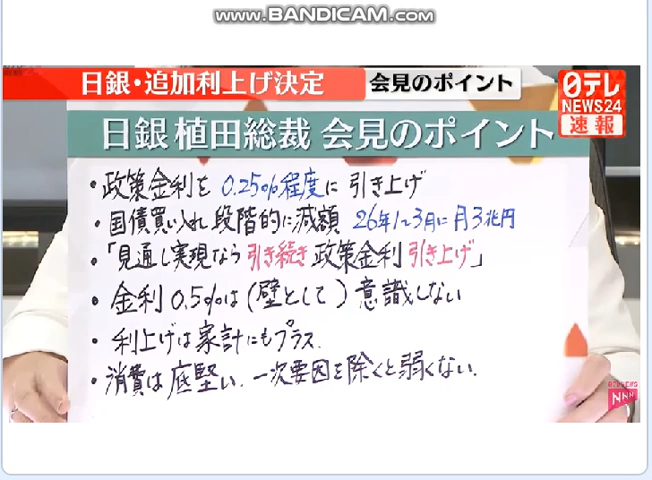 www.BANDICAM.com
日銀・追加利上げ決定 会見のポイント
日テレ
NEWS24
速報
日銀 植田総裁 会見のポイント
・政策金利を 0.25%程度に 引き上げ
・国債買い入れ 段階的に減額 26年1~3月に 月3兆円
・「見通し実現なら 引き続き 政策金利 引き上げ」
・金利 0.5%は(壁として)意識しない
・利上げは家計にもプラス.
・消費は底堅い. 一次要因を除くと弱くない.
NNN